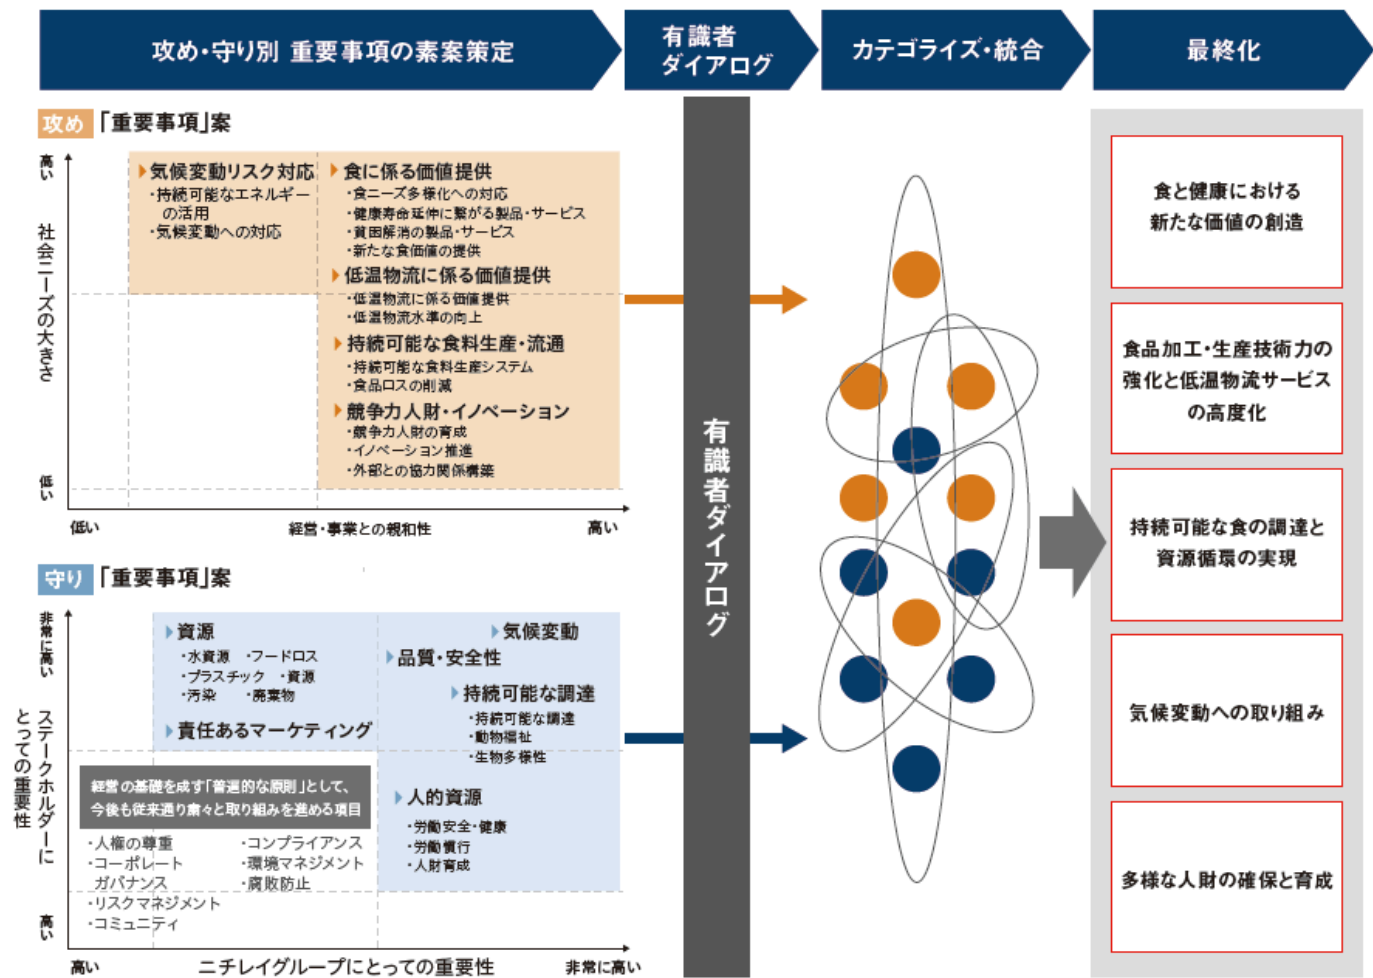 攻め・守り別 重要事項の素案策定
有識者
ダイアログ
カテゴライズ・統合
最終化
攻め 「重要事項」案
高い
社会ニーズの大きさ
低い
▶気候変動リスク対応
・持続可能なエネルギー
の活用
・気候変動への対応
▶食に係る価値提供
・食ニーズ多様化への対応
・健康寿命延伸に繋がる製品・サービス
・貧困解消の製品・サービス
・新たな食価値の提供
▶低温物流に係る価値提供
・低温物流に係る価値提供
・低温物流水準の向上
▶持続可能な食料生産・流通
・持続可能な食料生産システム
・食品ロスの削減
▶競争力人財・イノベーション
・競争力人財の育成
・イノベーション推進
・外部との協力関係構築
低い
経営・事業との親和性
高い
守り 「重要事項」案
非常に高い
ステークホルダーに
とっての重要性
高い
▶資源
・水資源 ・フードロス
・プラスチック ・資源
・汚染 ・廃棄物
▶責任あるマーケティング
▶気候変動
▶品質・安全性
▶持続可能な調達
・持続可能な調達
・動物福祉
・生物多様性
経営の基礎を成す「普遍的な原則」として、
今後も従来通り粛々と取り組みを進める項目
・人権の尊重 ・コンプライアンス
・コーポレート ・環境マネジメント
ガバナンス ・腐敗防止
・リスクマネジメント
・コミュニティ
▶人的資源
・労働安全・健康
・労働慣行
・人財育成
高い
ニチレイグループにとっての重要性
非常に高い
有識者ダイアログ
食と健康における
新たな価値の創造
食品加工・生産技術力の
強化と低温物流サービス
の高度化
持続可能な食の調達と
資源循環の実現
気候変動への取り組み
多様な人財の確保と育成